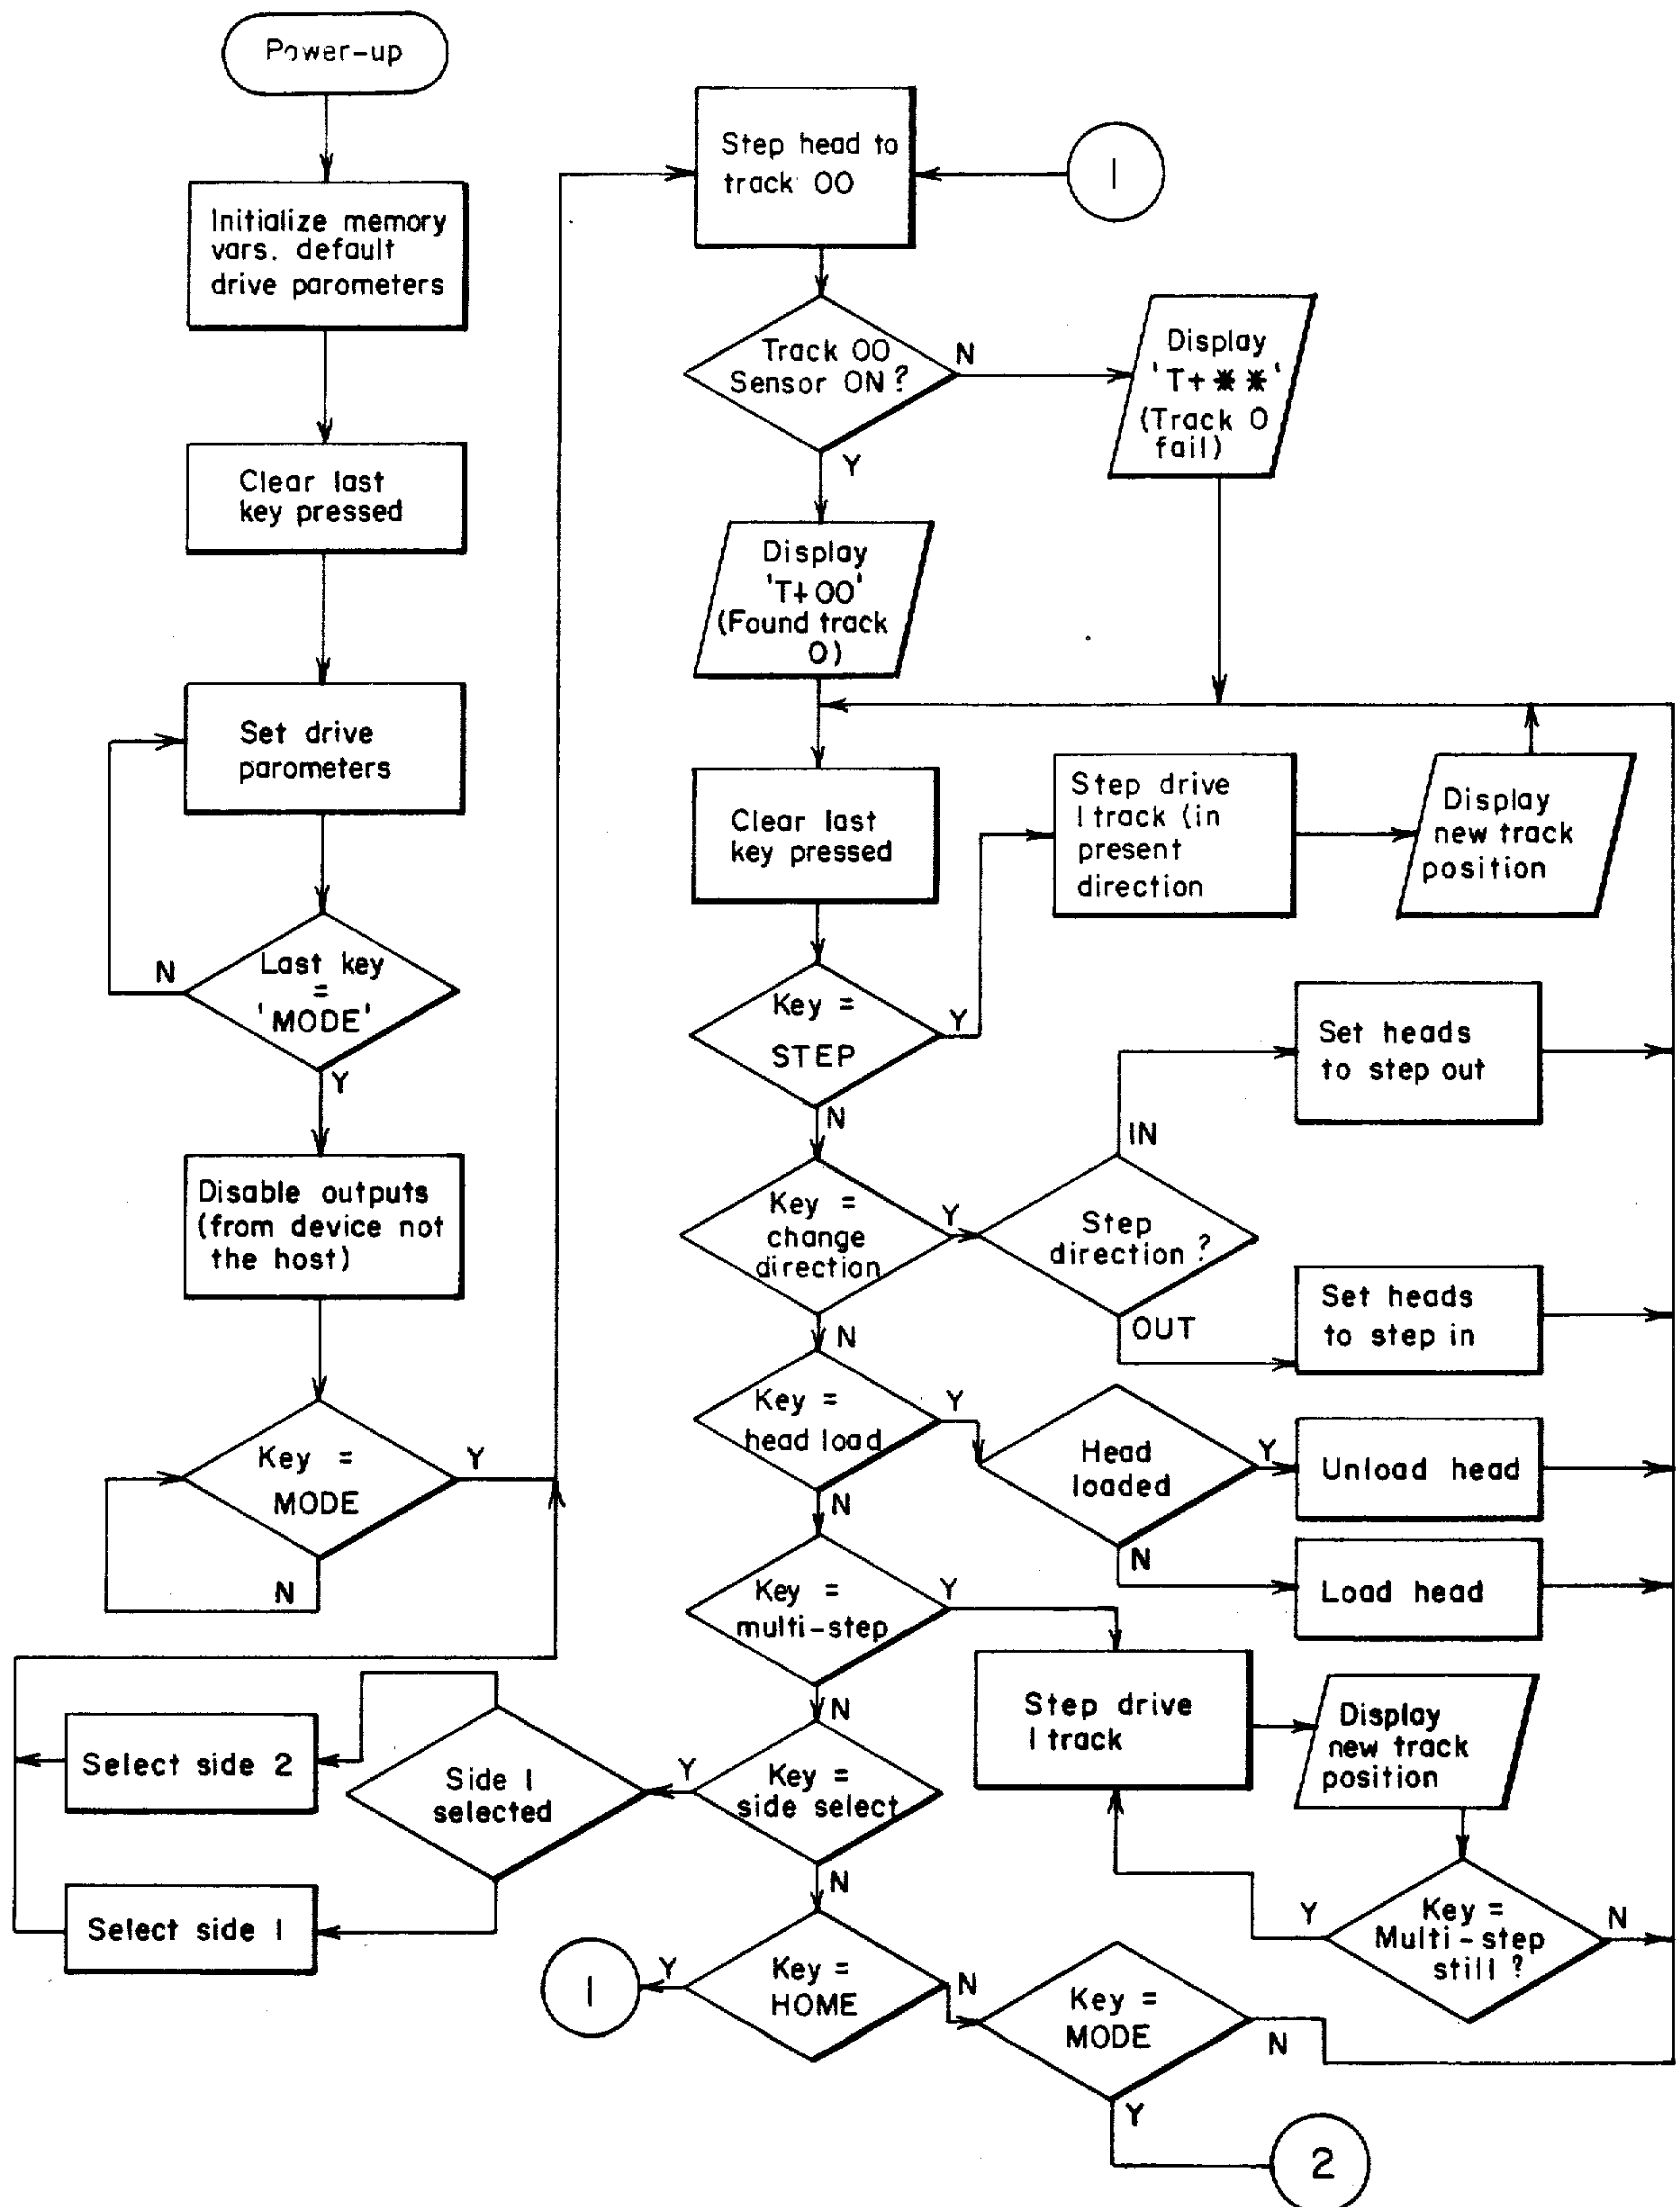 Power-up
Initialize memory
vars. default
drive parometers
Clear last
key pressed
Set drive
parometers
Last key
=
'MODE'
N
Y
Disable outputs
(from device not
the host)
Key =
MODE
Y
N
Step head to
track 00
1
Track 00
Sensor ON?
N
Y
Display
'T+**'
(Track 0
fail)
Display
'T+00'
(Found track
0)
Clear last
key pressed
Step drive
1 track (in
present
direction
Display
new track
position
Key =
STEP
Y
N
Key =
change
direction
Y
N
Step
direction?
IN
OUT
Set heads
to step out
Set heads
to step in
Key =
head load
Y
N
Head
loaded
Y
N
Unload head
Load head
Key =
multi-step
Y
N
Step drive
1 track
Display
new track
position
Key =
Multi-step
still?
Y
N
Key =
side select
Y
N
Side 1
selected
Select side 2
Select side 1
Key =
HOME
Y
N
1
Key =
MODE
N
Y
2